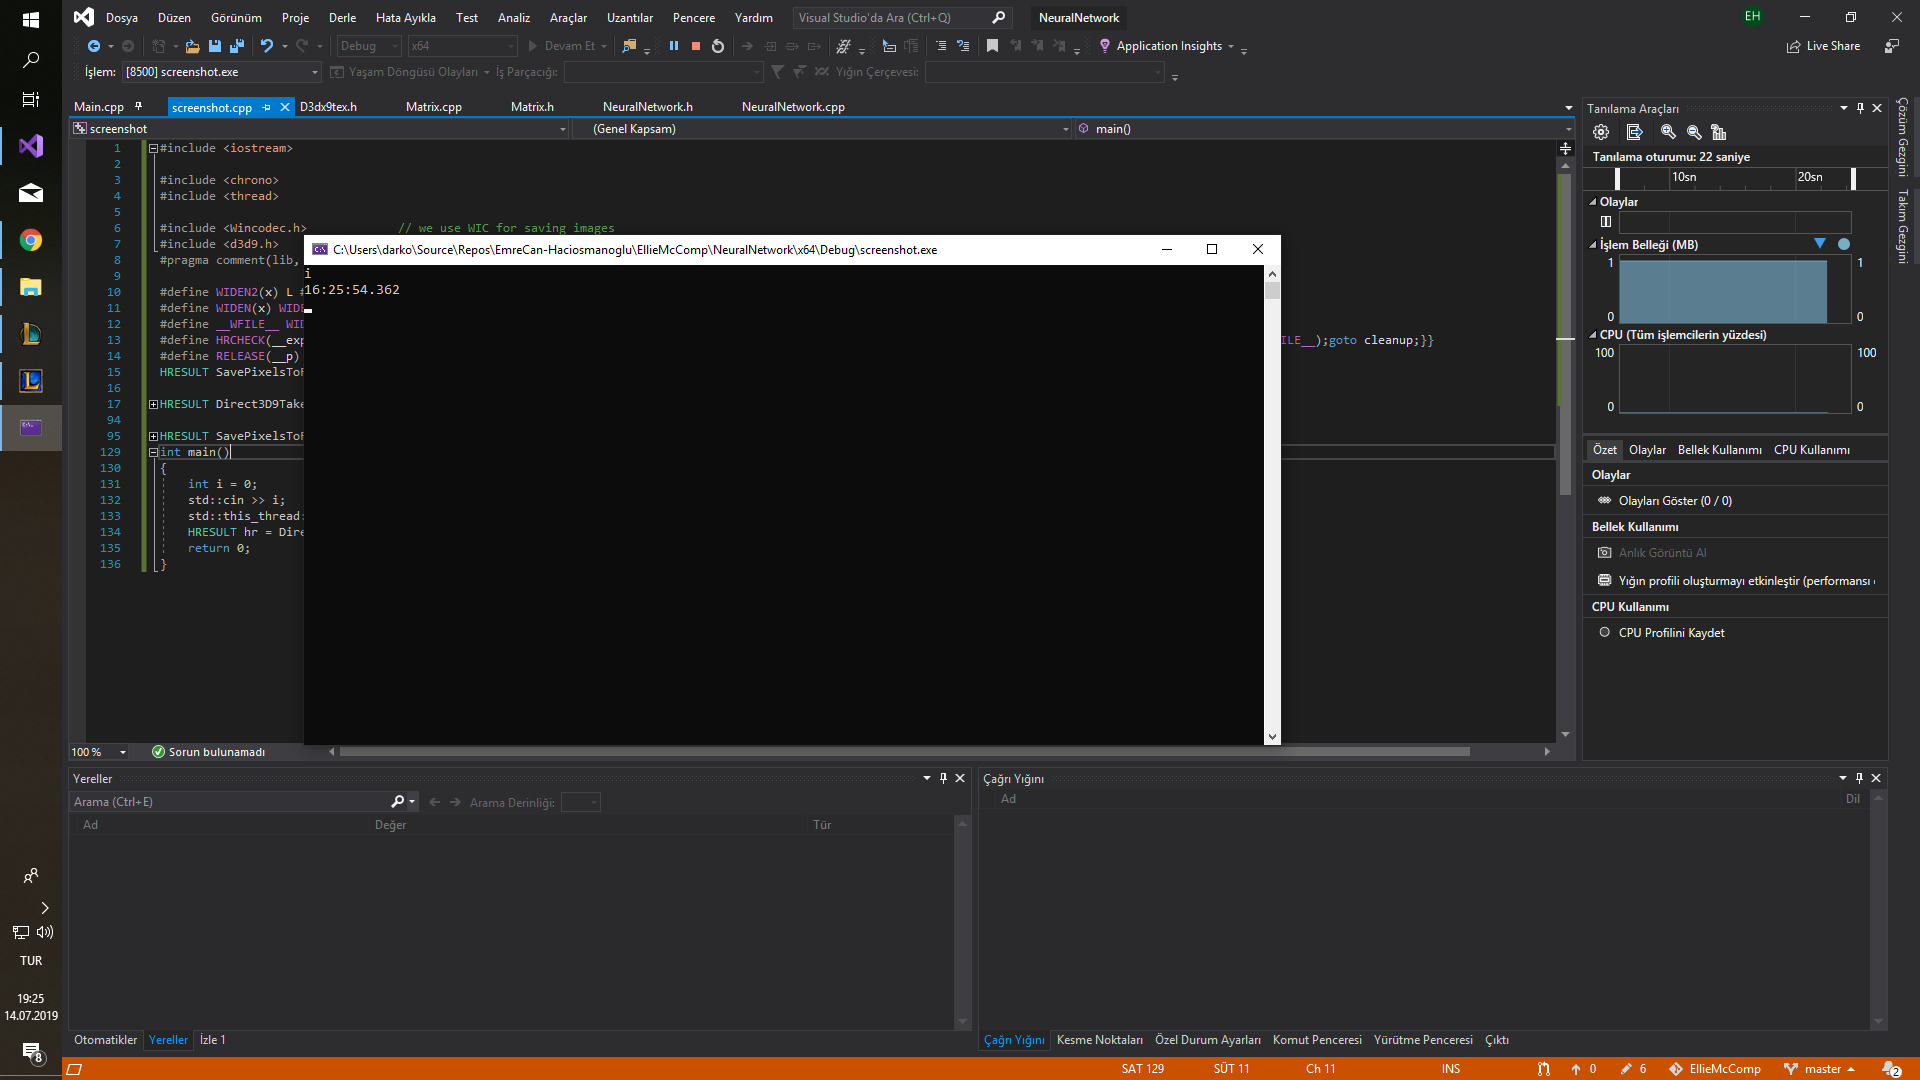 Dosya Düzen Görünüm Proje Derle Hata Ayıkla Test Analiz Araçlar Uzantılar Pencere Yardım Visual Studio'da Ara (Ctrl+Q) NeuralNetwork EH
Debug x64 Devam Et Application Insights Live Share
İşlem: [8500] screenshot.exe Yaşam Döngüsü Olayları İş Parçacığı: Yığın Çerçevesi:
Main.cpp screenshot.cpp D3dx9tex.h Matrix.cpp Matrix.h NeuralNetwork.h NeuralNetwork.cpp
screenshot (Genel Kapsam) main()
1 #include <iostream>
2
3 #include <chrono>
4 #include <thread>
5
6 #include <Wincodec.h> // we use WIC for saving images
7 #include <d3d9.h>
8 #pragma comment(lib,
9
10 #define WIDEN2(x) L #
11 #define WIDEN(x) WIDE
12 #define __WFILE__ WID
13 #define HRCHECK(__exp ILE__);goto cleanup;}}
14 #define RELEASE(__p)
15 HRESULT SavePixelsToF
16
17 HRESULT Direct3D9Take
94
95 HRESULT SavePixelsToF
129 int main()
130 {
131 int i = 0;
132 std::cin >> i;
133 std::this_thread:
134 HRESULT hr = Dire
135 return 0;
136 }
C:\Users\darko\Source\Repos\EmreCan-Haciosmanoglu\EllieMcComp\NeuralNetwork\x64\Debug\screenshot.exe
i
16:25:54.362
100 % Sorun bulunamadı
Tanılama Araçları
Tanılama oturumu: 22 saniye
10sn 20sn
Olaylar
İşlem Belleği (MB)
1 1
0 0
CPU (Tüm işlemcilerin yüzdesi)
100 100
0 0
Özet Olaylar Bellek Kullanımı CPU Kullanımı
Olaylar
Olayları Göster (0 / 0)
Bellek Kullanımı
Anlık Görüntü Al
Yığın profili oluşturmayı etkinleştir (performansı
CPU Kullanımı
CPU Profilini Kaydet
Çözüm Gezgini
Takım Gezgini
Yereller
Arama (Ctrl+E) Arama Derinliği:
Ad Değer Tür
Otomatikler Yereller İzle 1
Çağrı Yığını
Ad Dil
Çağrı Yığını Kesme Noktaları Özel Durum Ayarları Komut Penceresi Yürütme Penceresi Çıktı
TUR
19:25
14.07.2019
8
SAT 129 SÜT 11 Ch 11 INS 0 6 EllieMcComp master 2